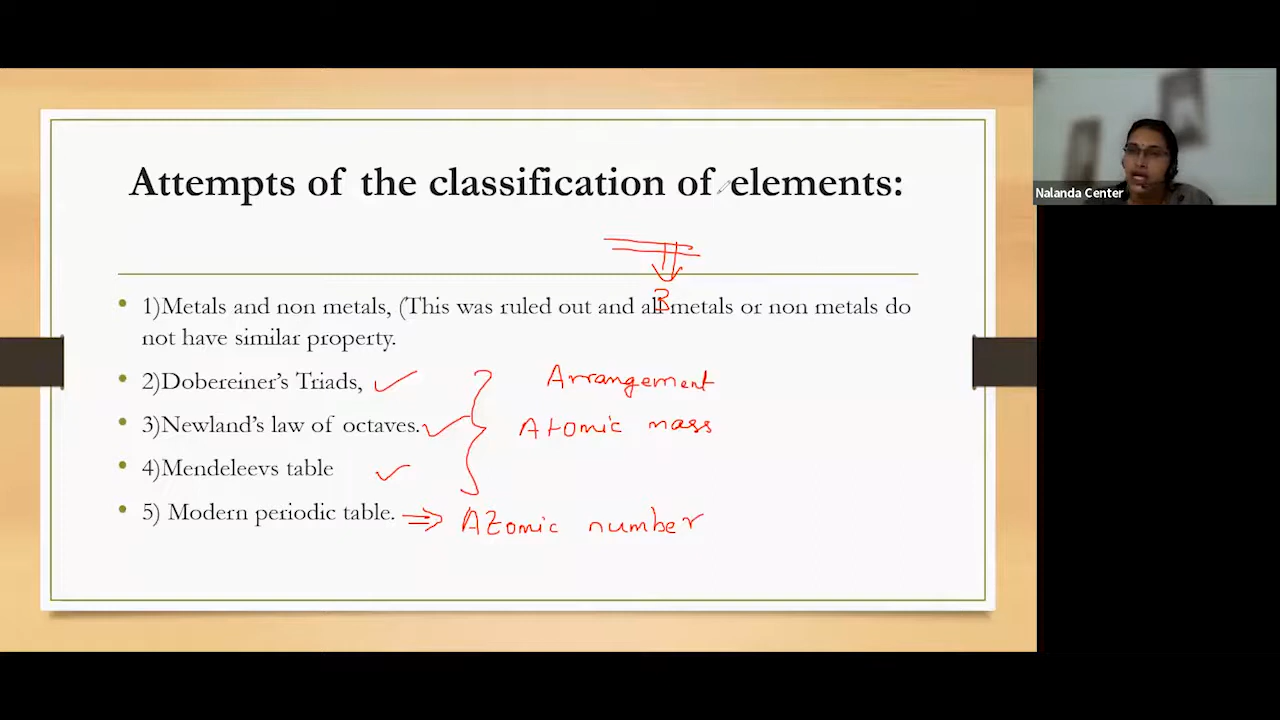 Attempts of the classification of elements:
Nalanda Center
3
• 1)Metals and non metals, (This was ruled out and all metals or non metals do
not have similar property.
• 2)Dobereiner's Triads,
Arrangement
• 3)Newland's law of octaves.
Atomic mass
• 4)Mendeleevs table
• 5) Modern periodic table.
⇒ Atomic number